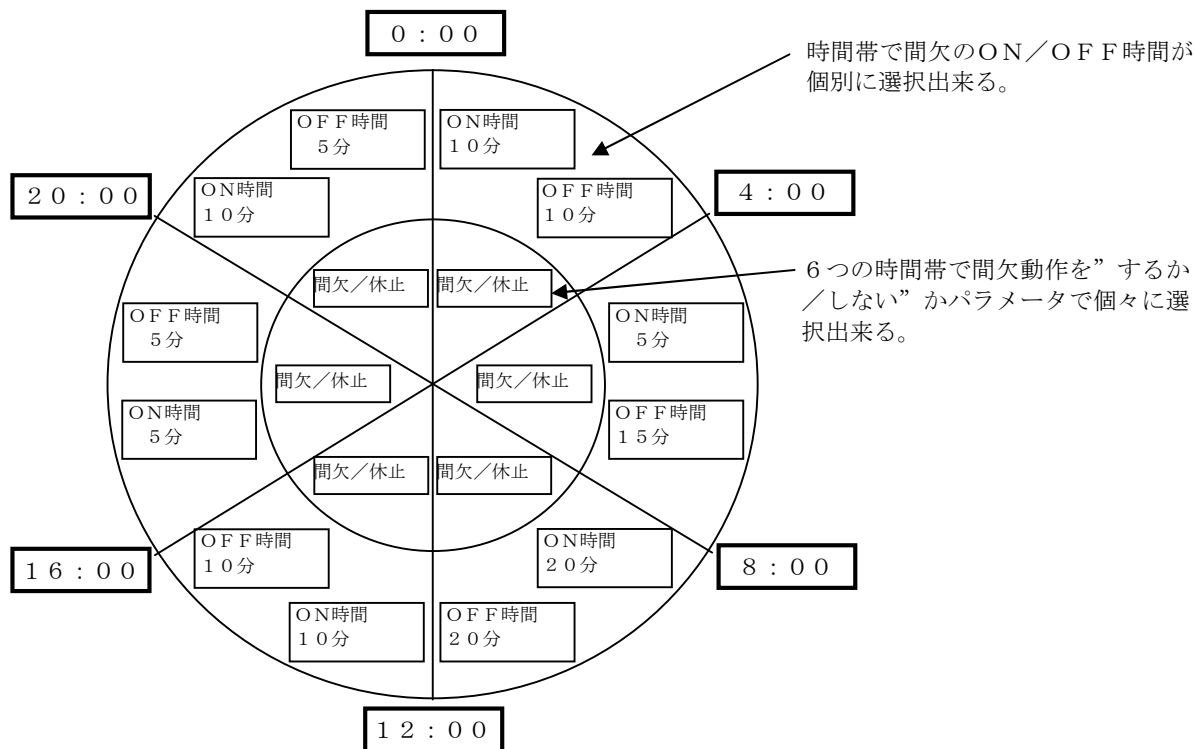 ０：００
時間帯で間欠のＯＮ／ＯＦＦ時間が
個別に選択出来る。
ＯＦＦ時間
５分
ＯＮ時間
１０分
２０：００
ＯＮ時間
１０分
ＯＦＦ時間
１０分
４：００
間欠／休止
間欠／休止
６つの時間帯で間欠動作を”するか
／しない”かパラメータで個々に選
択出来る。
ＯＦＦ時間
５分
ＯＮ時間
５分
間欠／休止
間欠／休止
ＯＮ時間
５分
ＯＦＦ時間
１５分
間欠／休止
間欠／休止
１６：００
ＯＦＦ時間
１０分
ＯＮ時間
２０分
８：００
ＯＮ時間
１０分
ＯＦＦ時間
２０分
１２：００